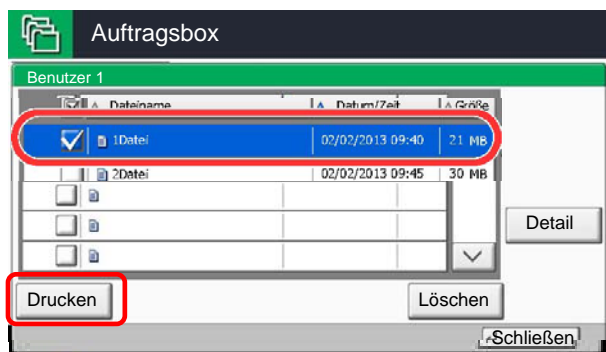 Auftragsbox
Benutzer 1
Dateiname Datum/Zeit Größe
1Datei 02/02/2013 09:40 21 MB
2Datei 02/02/2013 09:45 30 MB
Detail
Drucken Löschen
Schließen